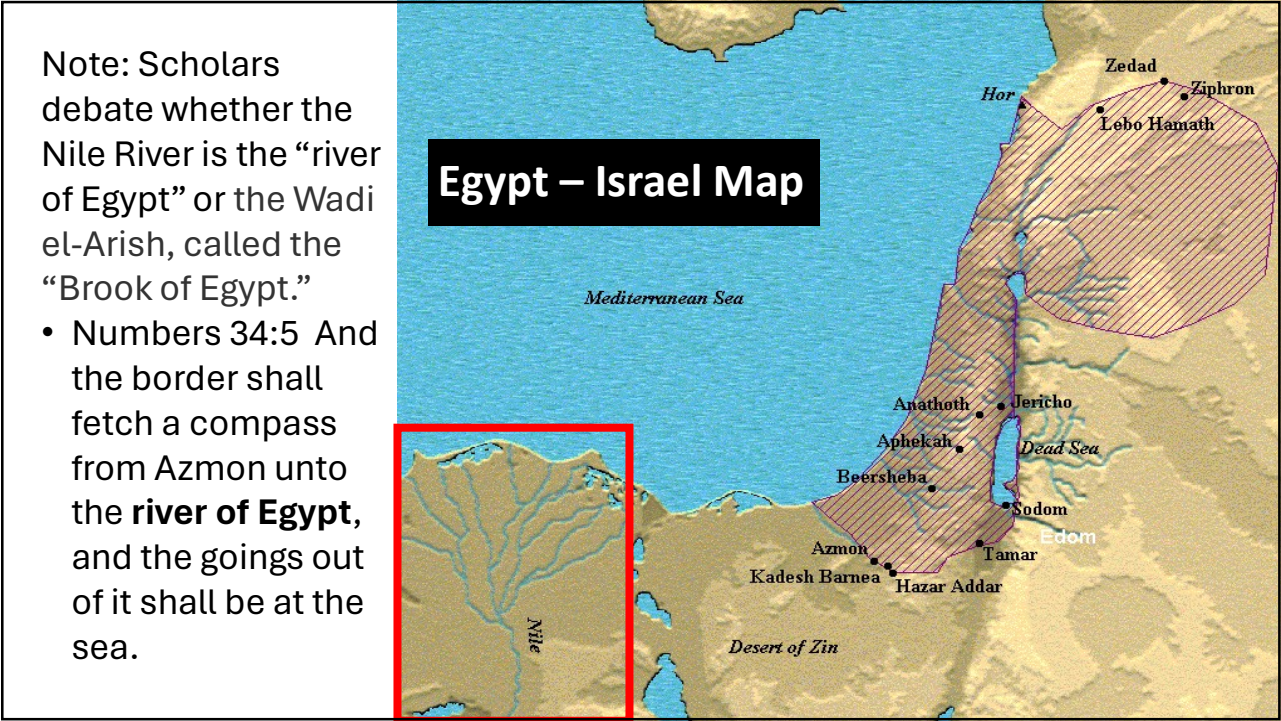 Note: Scholars
debate whether the
Nile River is the “river
of Egypt” or the Wadi
el-Arish, called the
“Brook of Egypt.”
• Numbers 34:5  And
the border shall
fetch a compass
from Azmon unto
the river of Egypt,
and the goings out
of it shall be at the
sea.
Egypt – Israel Map
Zedad
Ziphron
Hor
Lebo Hamath
Mediterranean Sea
Anathoth
Jericho
Aphekah
Dead Sea
Beersheba
Sodom
Edom
Azmon
Tamar
Kadesh Barnea
Hazar Addar
Nile
Desert of Zin